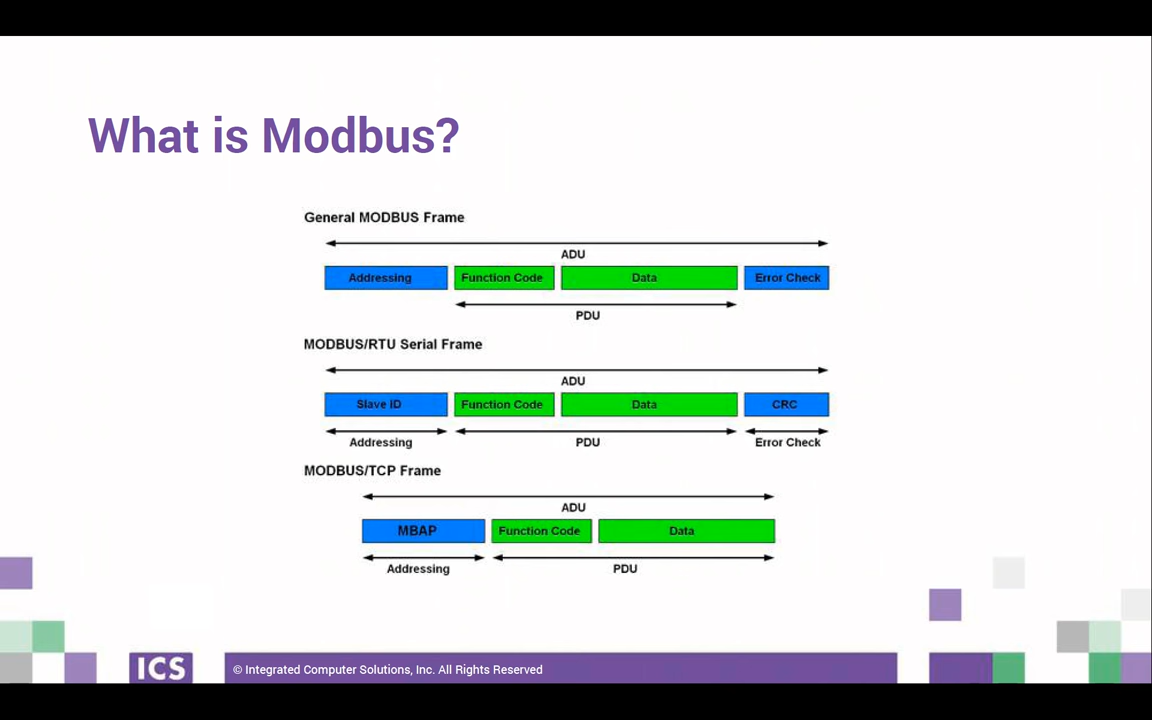 What is Modbus?
General MODBUS Frame
ADU
Addressing Function Code Data Error Check
PDU
MODBUS/RTU Serial Frame
ADU
Slave ID Function Code Data CRC
Addressing PDU Error Check
MODBUS/TCP Frame
ADU
MBAP Function Code Data
Addressing PDU
ICS © Integrated Computer Solutions, Inc. All Rights Reserved